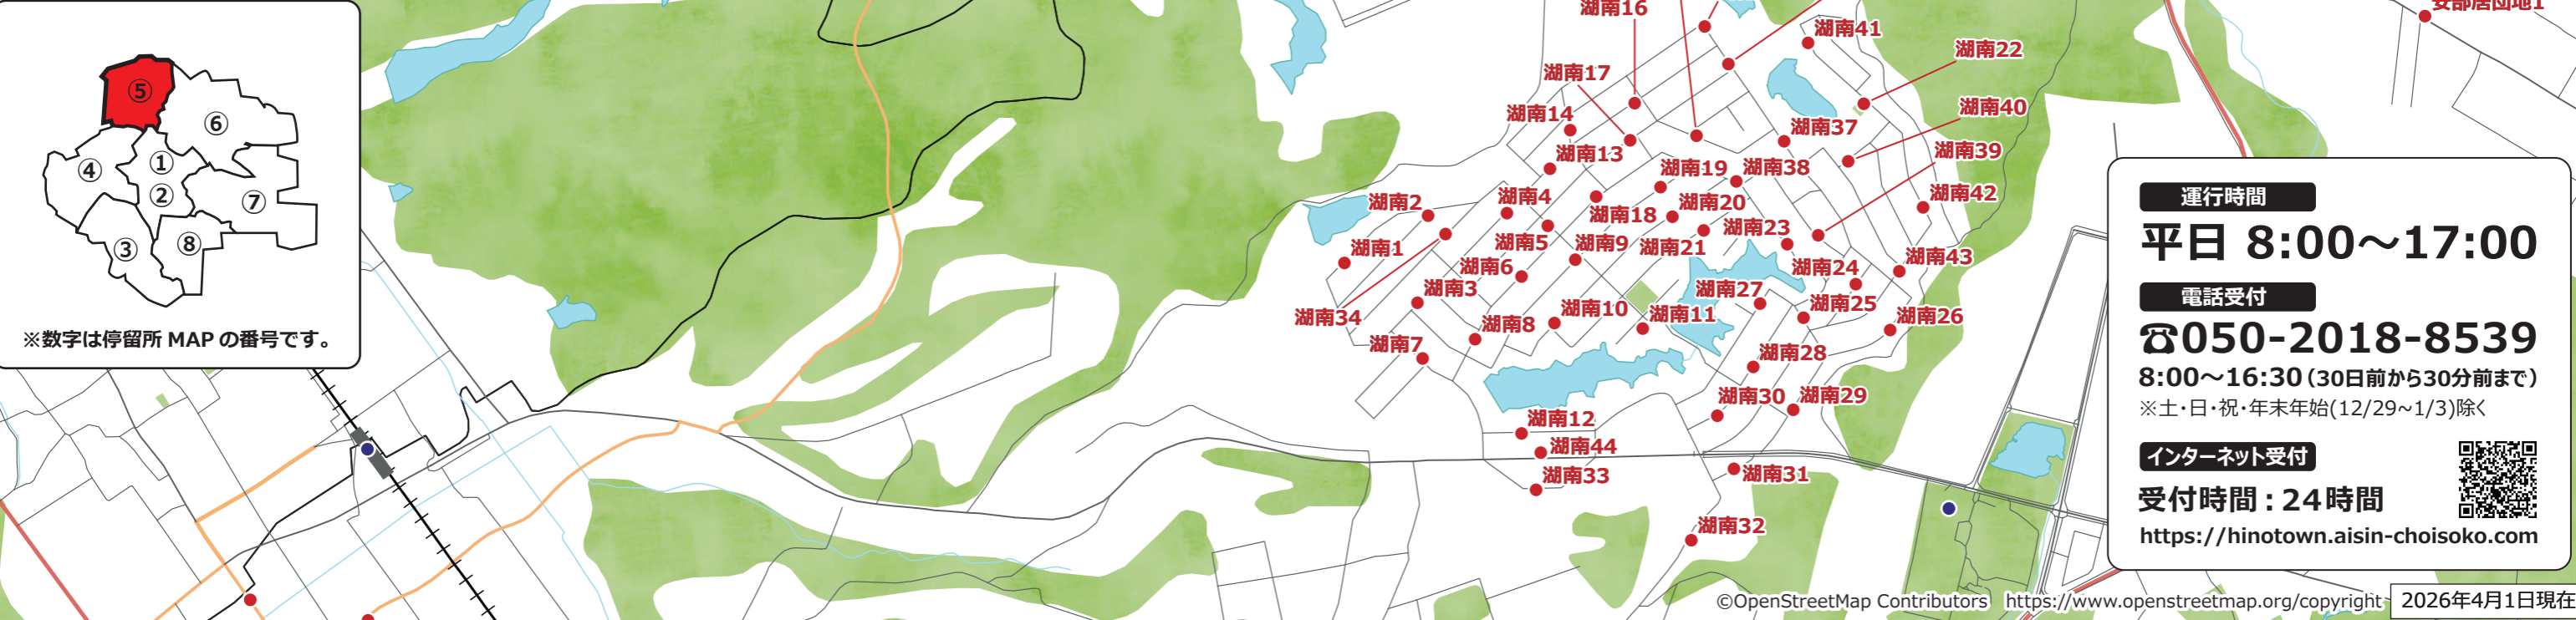 ⑤
⑥
④
①
②
⑦
③
⑧
※数字は停留所 MAP の番号です。
湖南16
湖南41
湖南22
湖南17
湖南40
湖南14
湖南37
湖南13
湖南39
湖南19
湖南38
湖南2
湖南4
湖南42
湖南18
湖南20
湖南1
湖南5
湖南9
湖南21
湖南23
湖南6
湖南24
湖南43
湖南3
湖南27
湖南34
湖南10
湖南11
湖南25
湖南26
湖南8
湖南7
湖南28
湖南30
湖南29
湖南12
湖南44
湖南33
湖南31
湖南32
安部居団地1
運行時間
平日 8:00～17:00
電話受付
☎050-2018-8539
8:00～16:30(30日前から30分前まで)
※土・日・祝・年末年始(12/29~1/3)除く
インターネット受付
受付時間:24時間
https://hinotown.aisin-choisoko.com
©OpenStreetMap Contributors https://www.openstreetmap.org/copyright
2026年4月1日現在